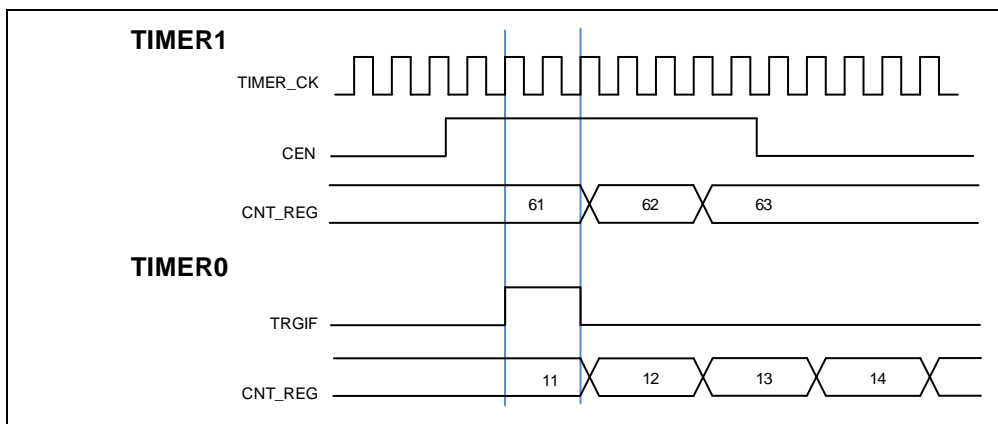 TIMER1
TIMER_CK
CEN
CNT_REG 61 62 63
TIMER0
TRGIF
CNT_REG 11 12 13 14